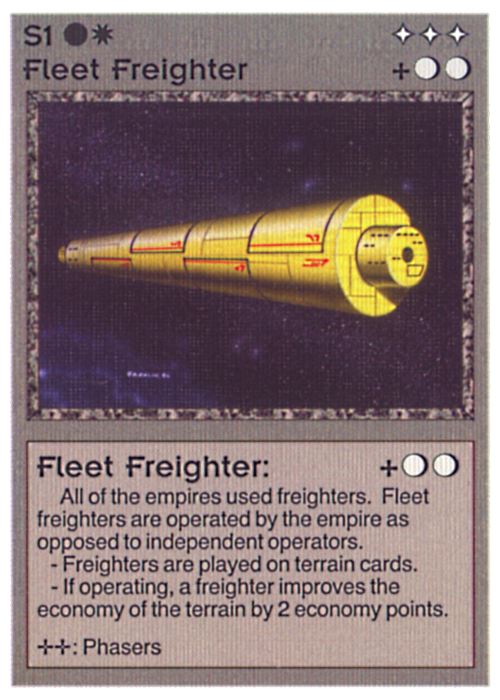 S1
Fleet Freighter +
Fleet Freighter: +
All of the empires used freighters. Fleet
freighters are operated by the empire as
opposed to independent operators.
- Freighters are played on terrain cards.
- If operating, a freighter improves the
economy of the terrain by 2 economy points.
++: Phasers